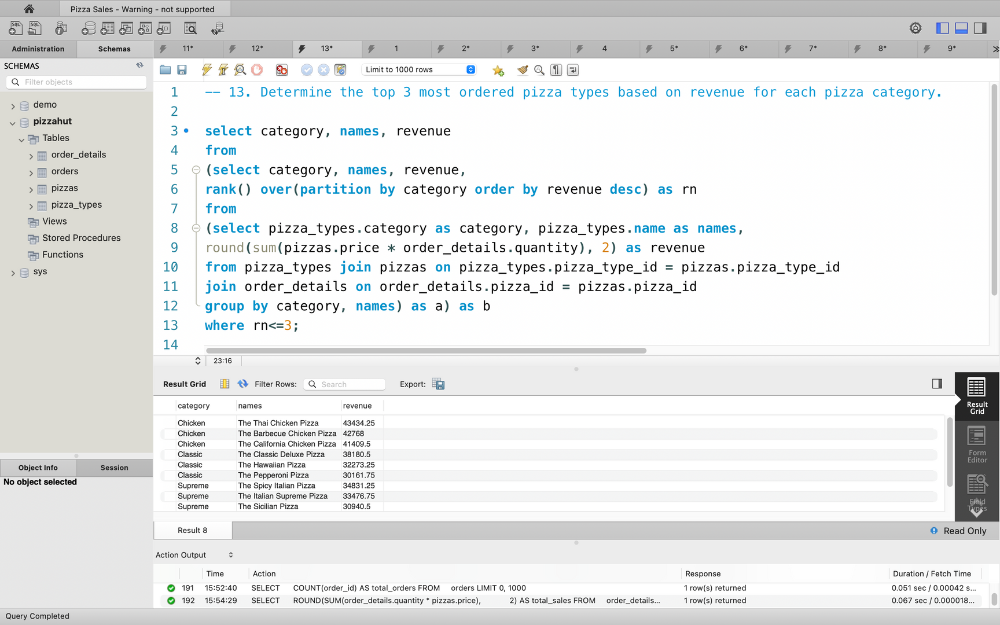 Pizza Sales - Warning - not supported
SQL
SQL
Administration
Schemas
11*
12*
13*
1
2*
3*
4
5*
6*
7*
8*
9*
SCHEMAS
Filter objects
Limit to 1000 rows
demo
pizzahut
Tables
order_details
orders
pizzas
pizza_types
Views
Stored Procedures
Functions
sys
1 -- 13. Determine the top 3 most ordered pizza types based on revenue for each pizza category.
2
3 select category, names, revenue
4 from
5 (select category, names, revenue,
6 rank() over(partition by category order by revenue desc) as rn
7 from
8 (select pizza_types.category as category, pizza_types.name as names,
9 round(sum(pizzas.price * order_details.quantity), 2) as revenue
10 from pizza_types join pizzas on pizza_types.pizza_type_id = pizzas.pizza_type_id
11 join order_details on order_details.pizza_id = pizzas.pizza_id
12 group by category, names) as a) as b
13 where rn<=3;
14
23:16
Result Grid
Filter Rows:
Search
Export:
category names revenue
Chicken The Thai Chicken Pizza 43434.25
Chicken The Barbecue Chicken Pizza 42768
Chicken The California Chicken Pizza 41409.5
Classic The Classic Deluxe Pizza 38180.5
Classic The Hawaiian Pizza 32273.25
Classic The Pepperoni Pizza 30161.75
Supreme The Spicy Italian Pizza 34831.25
Supreme The Italian Supreme Pizza 33476.75
Supreme The Sicilian Pizza 30940.5
Result
Grid
Form
Editor
Field
Types
Object Info
Session
No object selected
Result 8
Read Only
Action Output
Time Action Response Duration / Fetch Time
191 15:52:40 SELECT COUNT(order_id) AS total_orders FROM orders LIMIT 0, 1000 1 row(s) returned 0.051 sec / 0.00042 s...
192 15:54:29 SELECT ROUND(SUM(order_details.quantity * pizzas.price), 2) AS total_sales FROM order_details... 1 row(s) returned 0.067 sec / 0.000018...
Query Completed